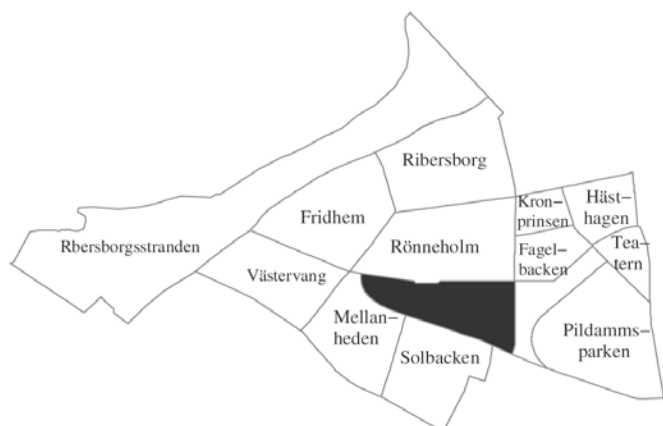 Ribersborg
Kron-
prinsen
Häst-
hagen
Fridhem
Rbersborgsstranden
Rönneholm
Fagel-
backen
Tea-
tern
Västervang
Mellan-
heden
Solbacken
Pildamms-
parken